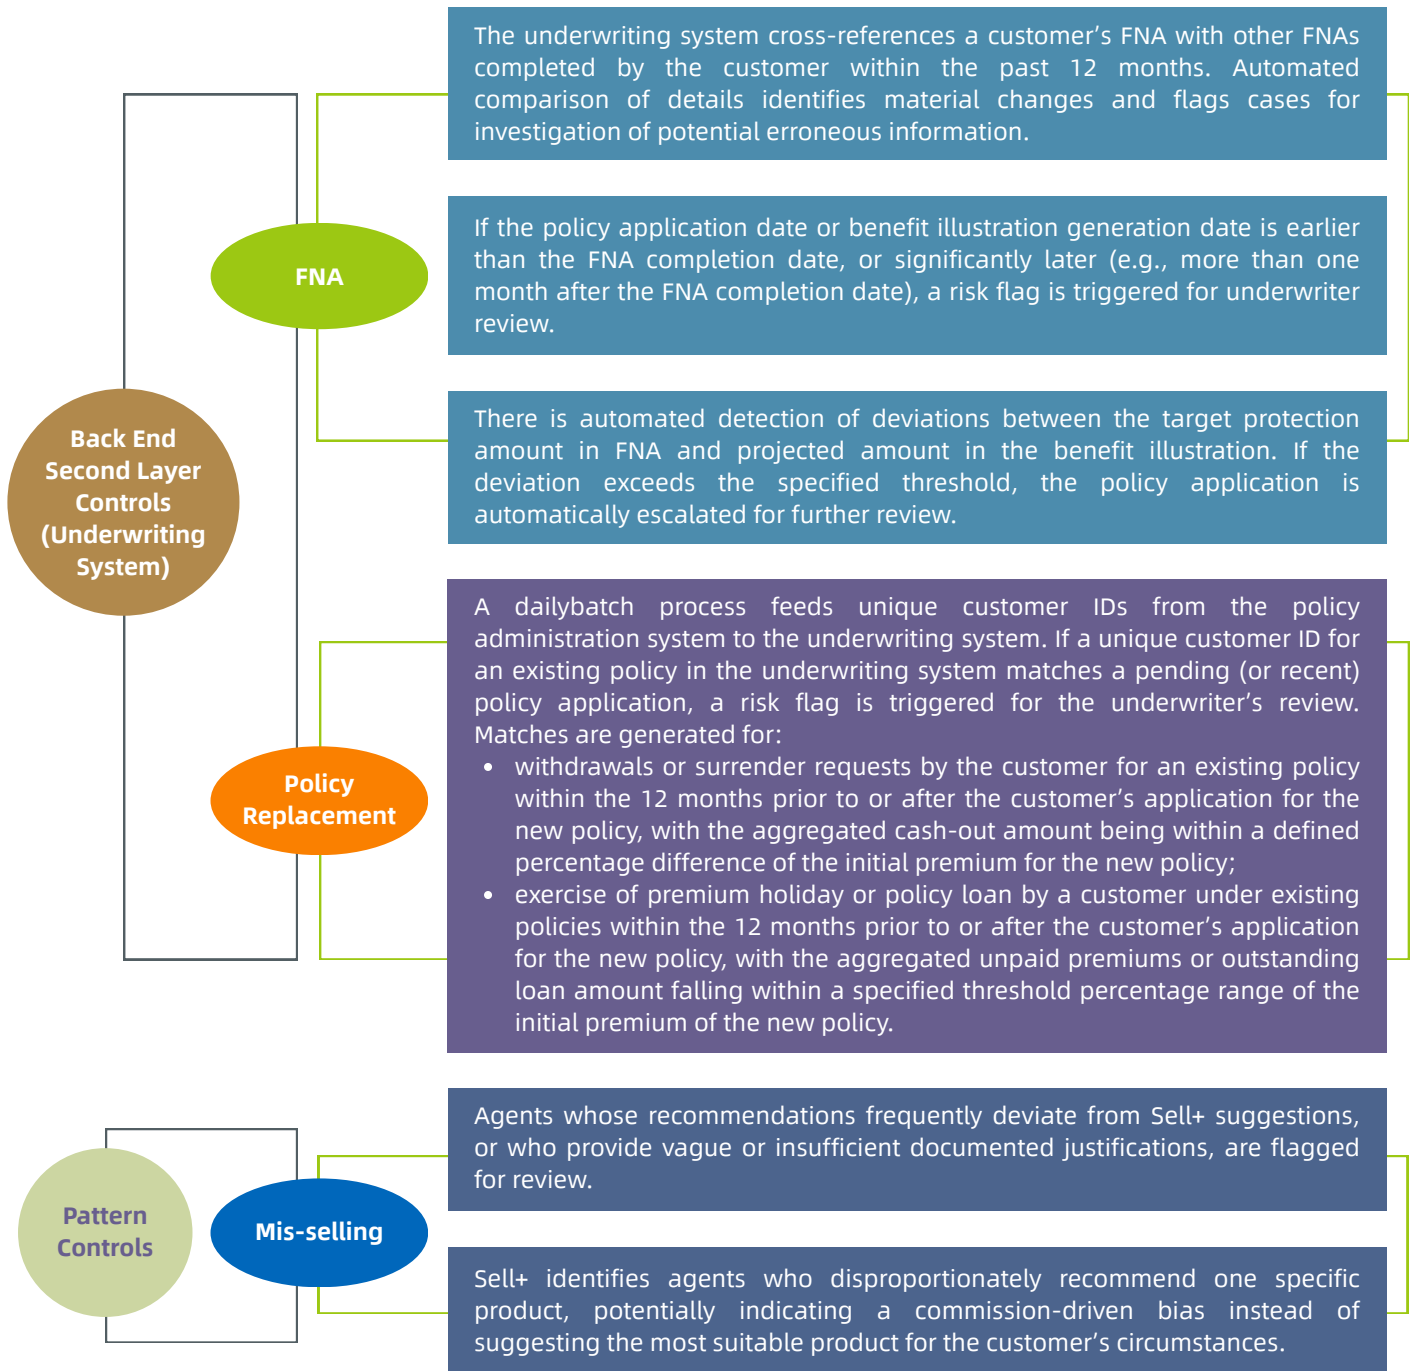 The underwriting system cross-references a customer's FNA with other FNAs
completed by the customer within the past 12 months. Automated
comparison of details identifies material changes and flags cases for
investigation of potential erroneous information.
FNA
If the policy application date or benefit illustration generation date is earlier
than the FNA completion date, or significantly later (e.g., more than one
month after the FNA completion date), a risk flag is triggered for underwriter
review.
Back End
Second Layer
Controls
(Underwriting
System)
There is automated detection of deviations between the target protection
amount in FNA and projected amount in the benefit illustration. If the
deviation exceeds the specified threshold, the policy application is
automatically escalated for further review.
Policy
Replacement
A dailybatch process feeds unique customer IDs from the policy
administration system to the underwriting system. If a unique customer ID for
an existing policy in the underwriting system matches a pending (or recent)
policy application, a risk flag is triggered for the underwriter's review.
Matches are generated for:
• withdrawals or surrender requests by the customer for an existing policy
within the 12 months prior to or after the customer's application for the
new policy, with the aggregated cash-out amount being within a defined
percentage difference of the initial premium for the new policy;
• exercise of premium holiday or policy loan by a customer under existing
policies within the 12 months prior to or after the customer's application
for the new policy, with the aggregated unpaid premiums or outstanding
loan amount falling within a specified threshold percentage range of the
initial premium of the new policy.
Pattern
Controls
Mis-selling
Agents whose recommendations frequently deviate from Sell+ suggestions,
or who provide vague or insufficient documented justifications, are flagged
for review.
Sell+ identifies agents who disproportionately recommend one specific
product, potentially indicating a commission-driven bias instead of
suggesting the most suitable product for the customer's circumstances.